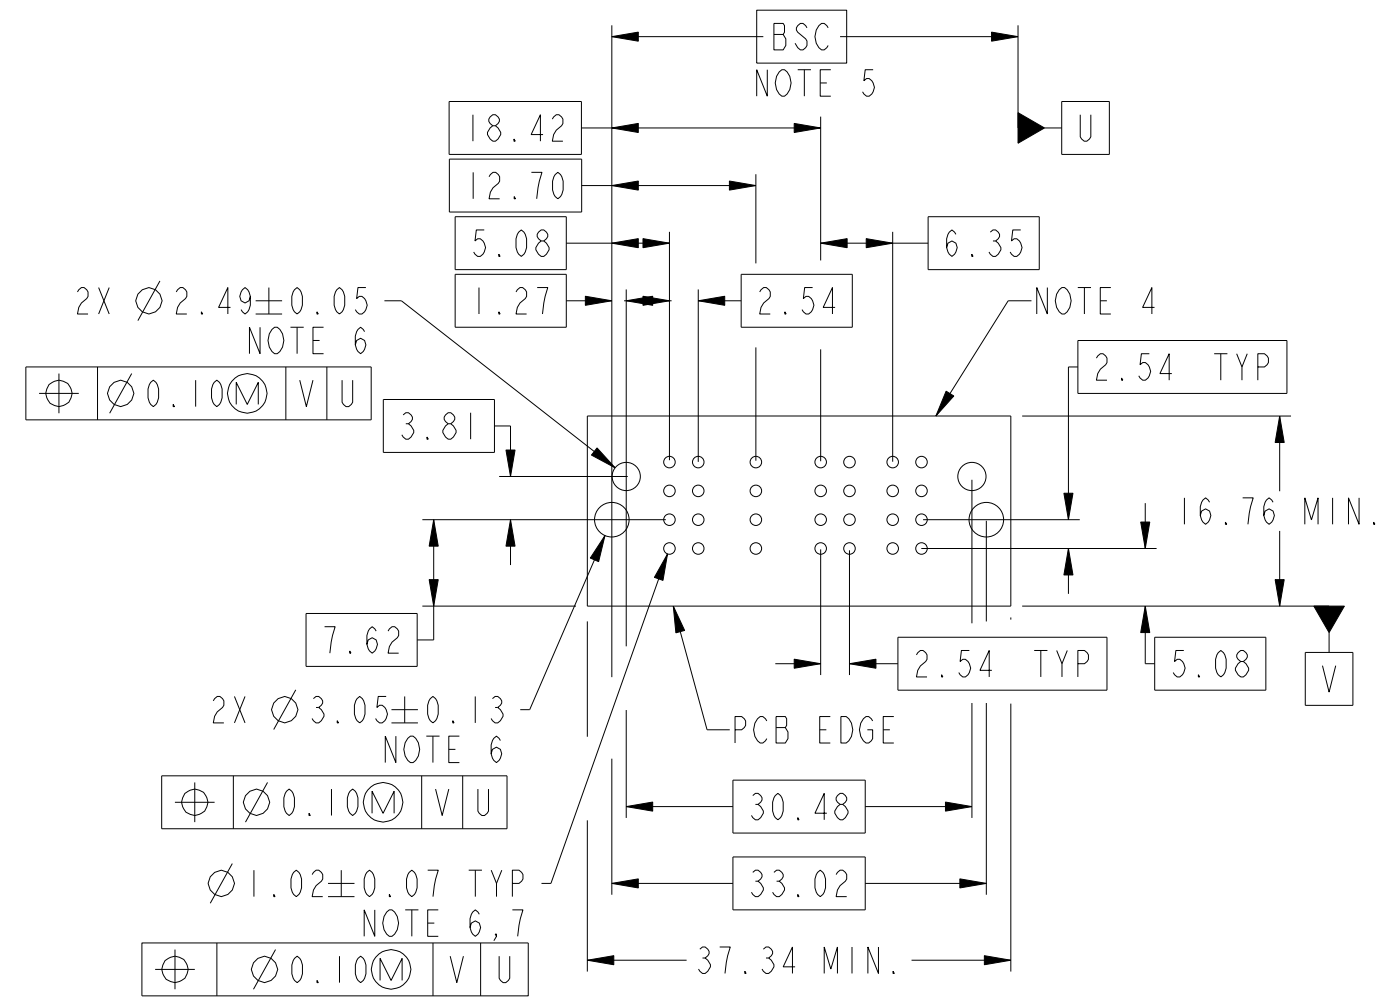 BSC
NOTE 5
18.42
U
12.70
5.08
6.35
1.27
2.54
2X ⌀2.49±0.05
NOTE 6
⌖ ⌀0.10Ⓜ V U
NOTE 4
2.54 TYP
3.81
16.76 MIN.
7.62
2.54 TYP
5.08
V
2X ⌀3.05±0.13
NOTE 6
⌖ ⌀0.10Ⓜ V U
PCB EDGE
30.48
⌀1.02±0.07 TYP
NOTE 6,7
⌖ ⌀0.10Ⓜ V U
33.02
37.34 MIN.